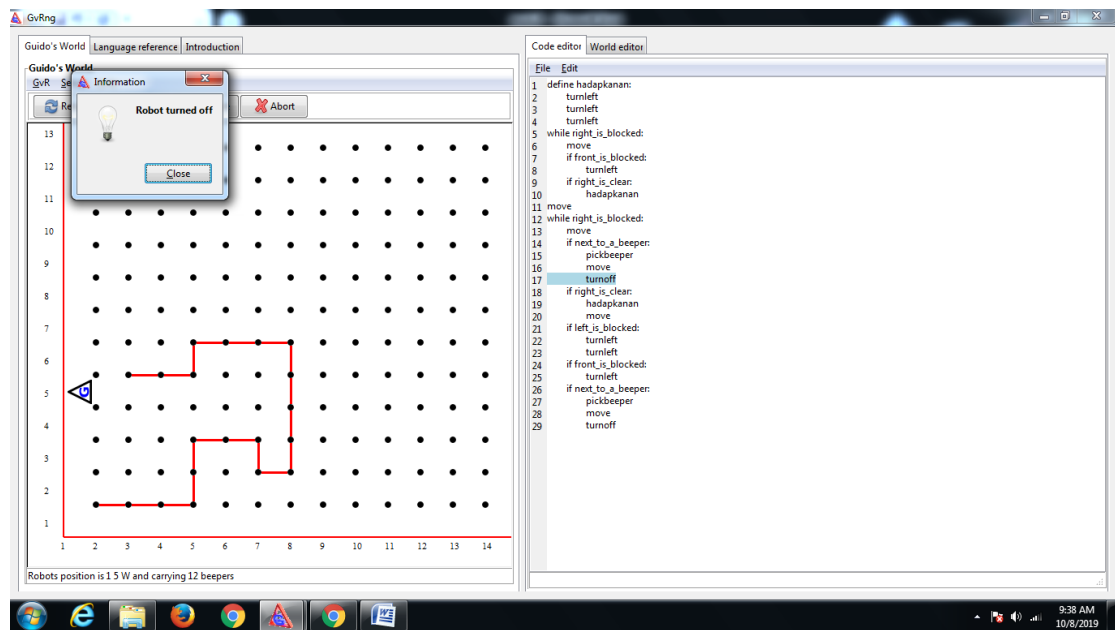 GvRng
Guido's World Language reference Introduction
Guido's World
GvR Se
Information
Re
Abort
Robot turned off
Close
13
12
11
10
9
8
7
6
5
4
3
2
1
G
1 2 3 4 5 6 7 8 9 10 11 12 13 14
Robots position is 1 5 W and carrying 12 beepers
Code editor World editor
File Edit
1 define hadapkanan:
2 turnleft
3 turnleft
4 turnleft
5 while right_is_blocked:
6 move
7 if front_is_blocked:
8 turnleft
9 if right_is_clear:
10 hadapkanan
11 move
12 while right_is_blocked:
13 move
14 if next_to_a_beeper:
15 pickbeeper
16 move
17 turnoff
18 if right_is_clear:
19 hadapkanan
20 move
21 if left_is_blocked:
22 turnleft
23 turnleft
24 if front_is_blocked:
25 turnleft
26 if next_to_a_beeper:
27 pickbeeper
28 move
29 turnoff
9:38 AM
10/8/2019